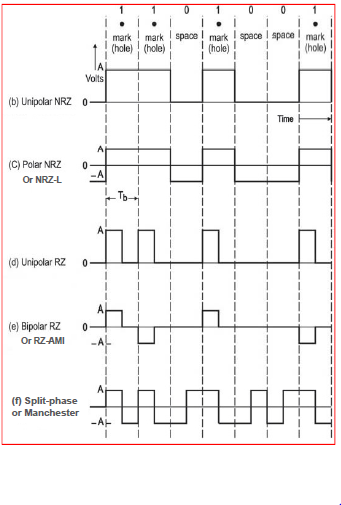 1 1 0 1 0 0 1
mark mark space mark space space mark
(hole) (hole) (hole) (hole)
A
Volts
(b) Unipolar NRZ 0
Time
(C) Polar NRZ A
0
Or NRZ-L –A
Tb
A
(d) Unipolar RZ 0
A
(e) Bipolar RZ 0
Or RZ-AMI –A
(f) Split-phase A
or Manchester
–A